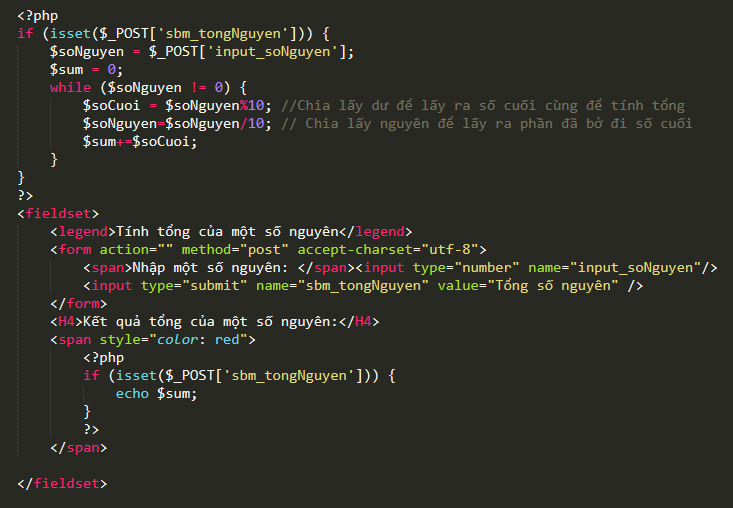 <?php
if (isset($_POST['sbm_tongNguyen'])) {
$soNguyen = $_POST['input_soNguyen'];
$sum = 0;
while ($soNguyen != 0) {
$soCuoi = $soNguyen%10; //Chia lấy dư để lấy ra số cuối cùng để tính tổng
$soNguyen=$soNguyen/10; // Chia lấy nguyên để lấy ra phần đã bở đi số cuối
$sum+=$soCuoi;
}
}
?>
<fieldset>
<legend>Tính tổng của một số nguyên</legend>
<form action="" method="post" accept-charset="utf-8">
<span>Nhập một số nguyên: </span><input type="number" name="input_soNguyen"/>
<input type="submit" name="sbm_tongNguyen" value="Tổng số nguyên" />
</form>
<H4>Kết quả tổng của một số nguyên:</H4>
<span style="color: red">
<?php
if (isset($_POST['sbm_tongNguyen'])) {
echo $sum;
}
?>
</span>
</fieldset>